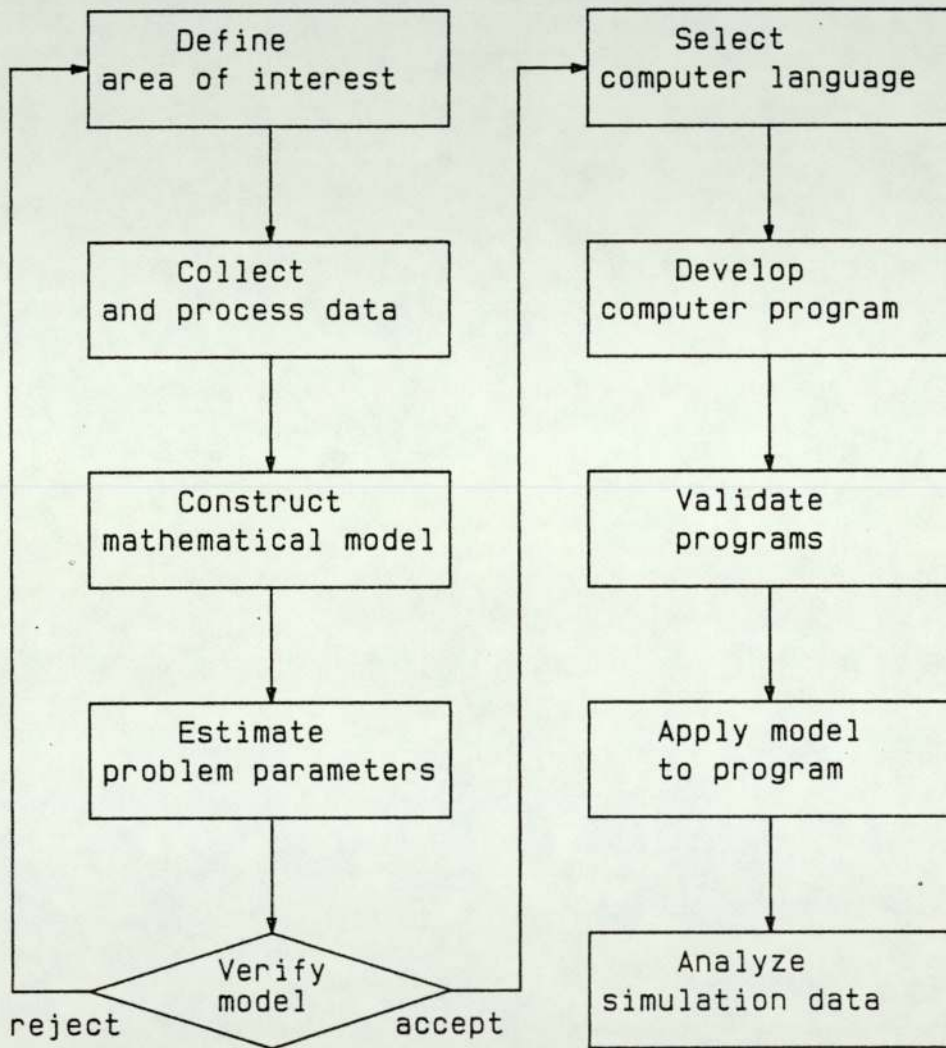 Define
area of interest
Collect
and process data
Construct
mathematical model
Estimate
problem parameters
Verify
model
reject
accept
Select
computer language
Develop
computer program
Validate
programs
Apply model
to program
Analyze
simulation data